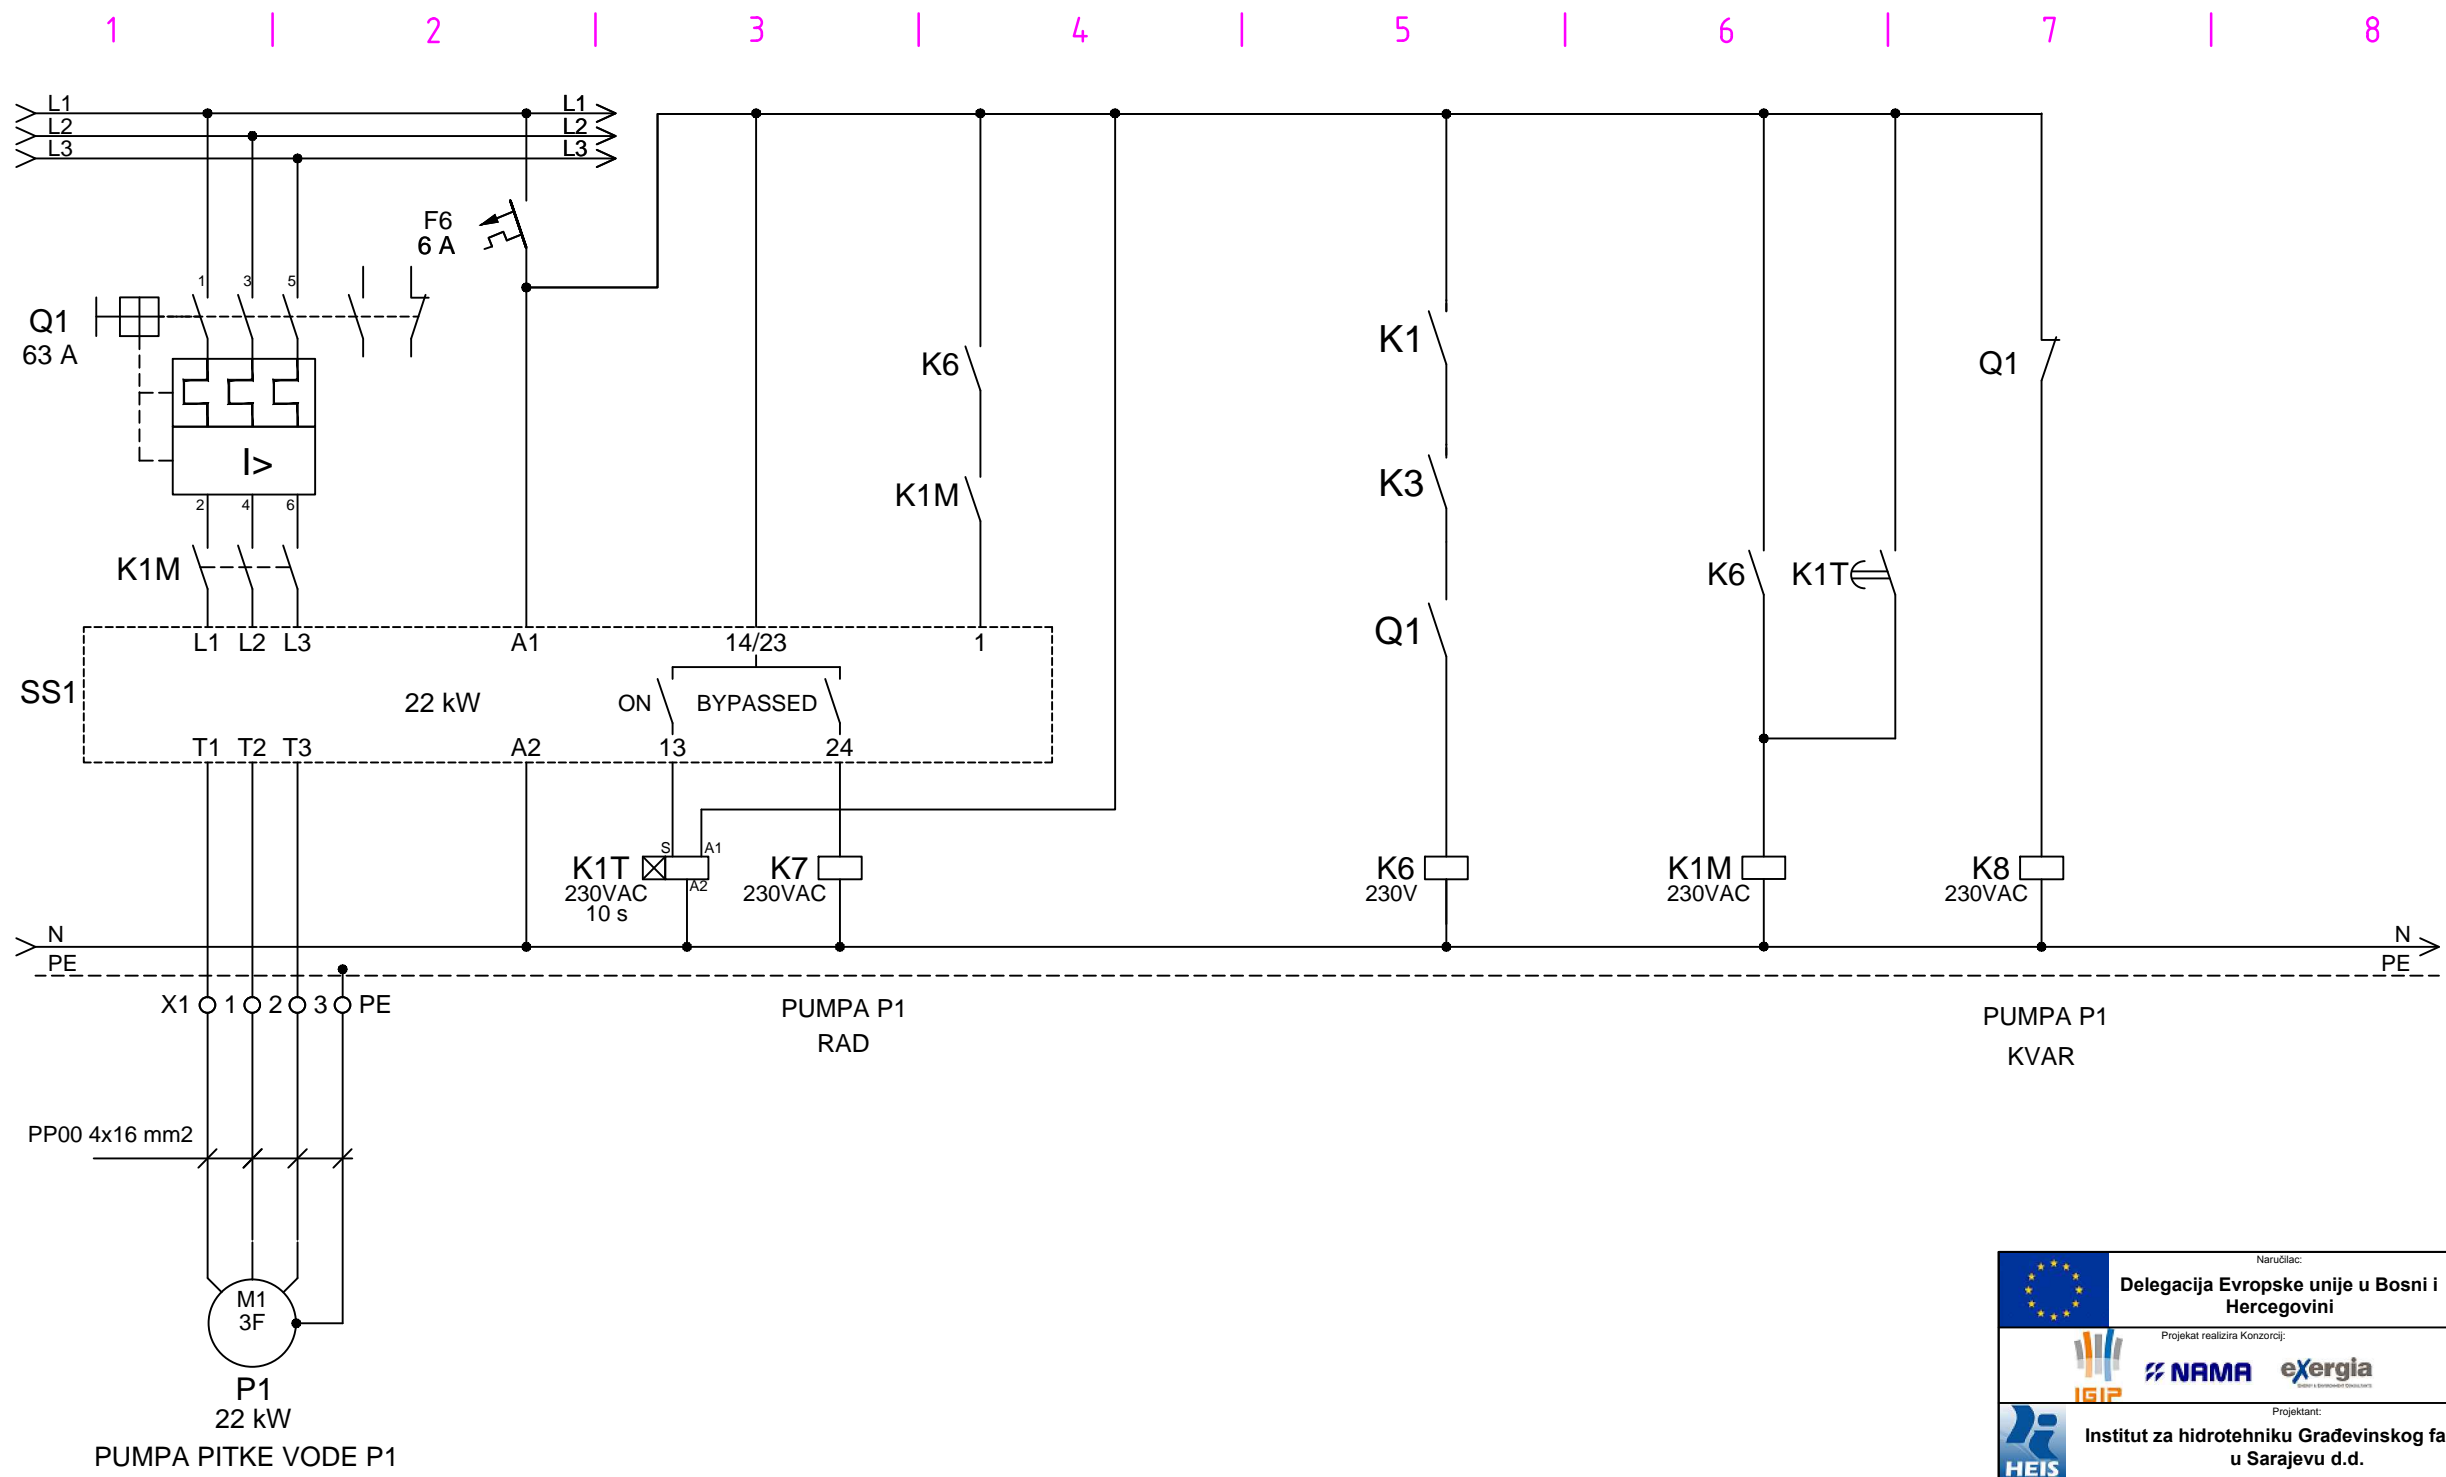 1 2 3 4 5 6 7 8
L1 L1
L2 L2
L3 L3
F6
6 A
1 3 5
Q1
63 A
I>
2 4 6
K1M
K6
K1M
K1
K3
Q1
K6
K1T
Q1
L1 L2 L3 A1 14/23 1
SS1
22 kW
ON BYPASSED
T1 T2 T3 A2 13 24
S A1
A2
K1T
230VAC
10 s
K7
230VAC
K6
230V
K1M
230VAC
K8
230VAC
N N
PE PE
X1 1 2 3 PE
PUMPA P1
RAD
PUMPA P1
KVAR
PP00 4x16 mm2
M1
3F
P1
22 kW
PUMPA PITKE VODE P1
Naručilac:
Delegacija Evropske unije u Bosni i
Hercegovini
Projekat realizira Konzorcij:
IGIP
NAMA
eXergia
Projektant:
Institut za hidrotehniku Građevinskog fa
u Sarajevu d.d.
HEIS